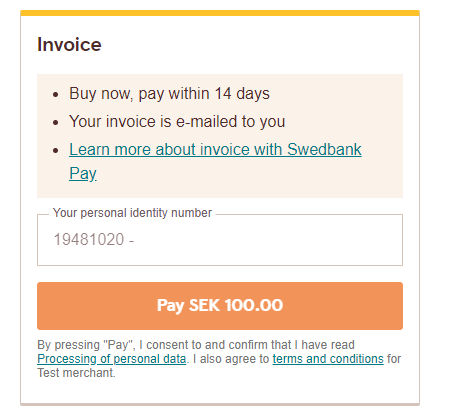 Invoice
• Buy now, pay within 14 days
• Your invoice is e-mailed to you
• Learn more about invoice with Swedbank
Pay
Your personal identity number
19481020 -
Pay SEK 100.00
By pressing "Pay", I consent to and confirm that I have read
Processing of personal data. I also agree to terms and conditions for
Test merchant.